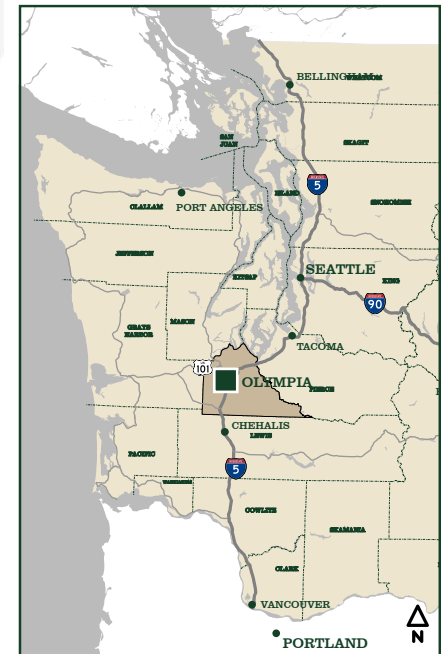 BELLINGHAM
WHATCOM
SAN
JUAN
SKAGIT
ISLAND
5
SNOHOMISH
CLALLAM
PORT ANGELES
JEFFERSON
SEATTLE
KITSAP
KING
90
MASON
GRAYS
HARBOR
TACOMA
101
OLYMPIA
PIERCE
CHEHALIS
LEWIS
PACIFIC
5
WAHKIAKUM
COWLITZ
SKAMANIA
CLARK
VANCOUVER
N
PORTLAND